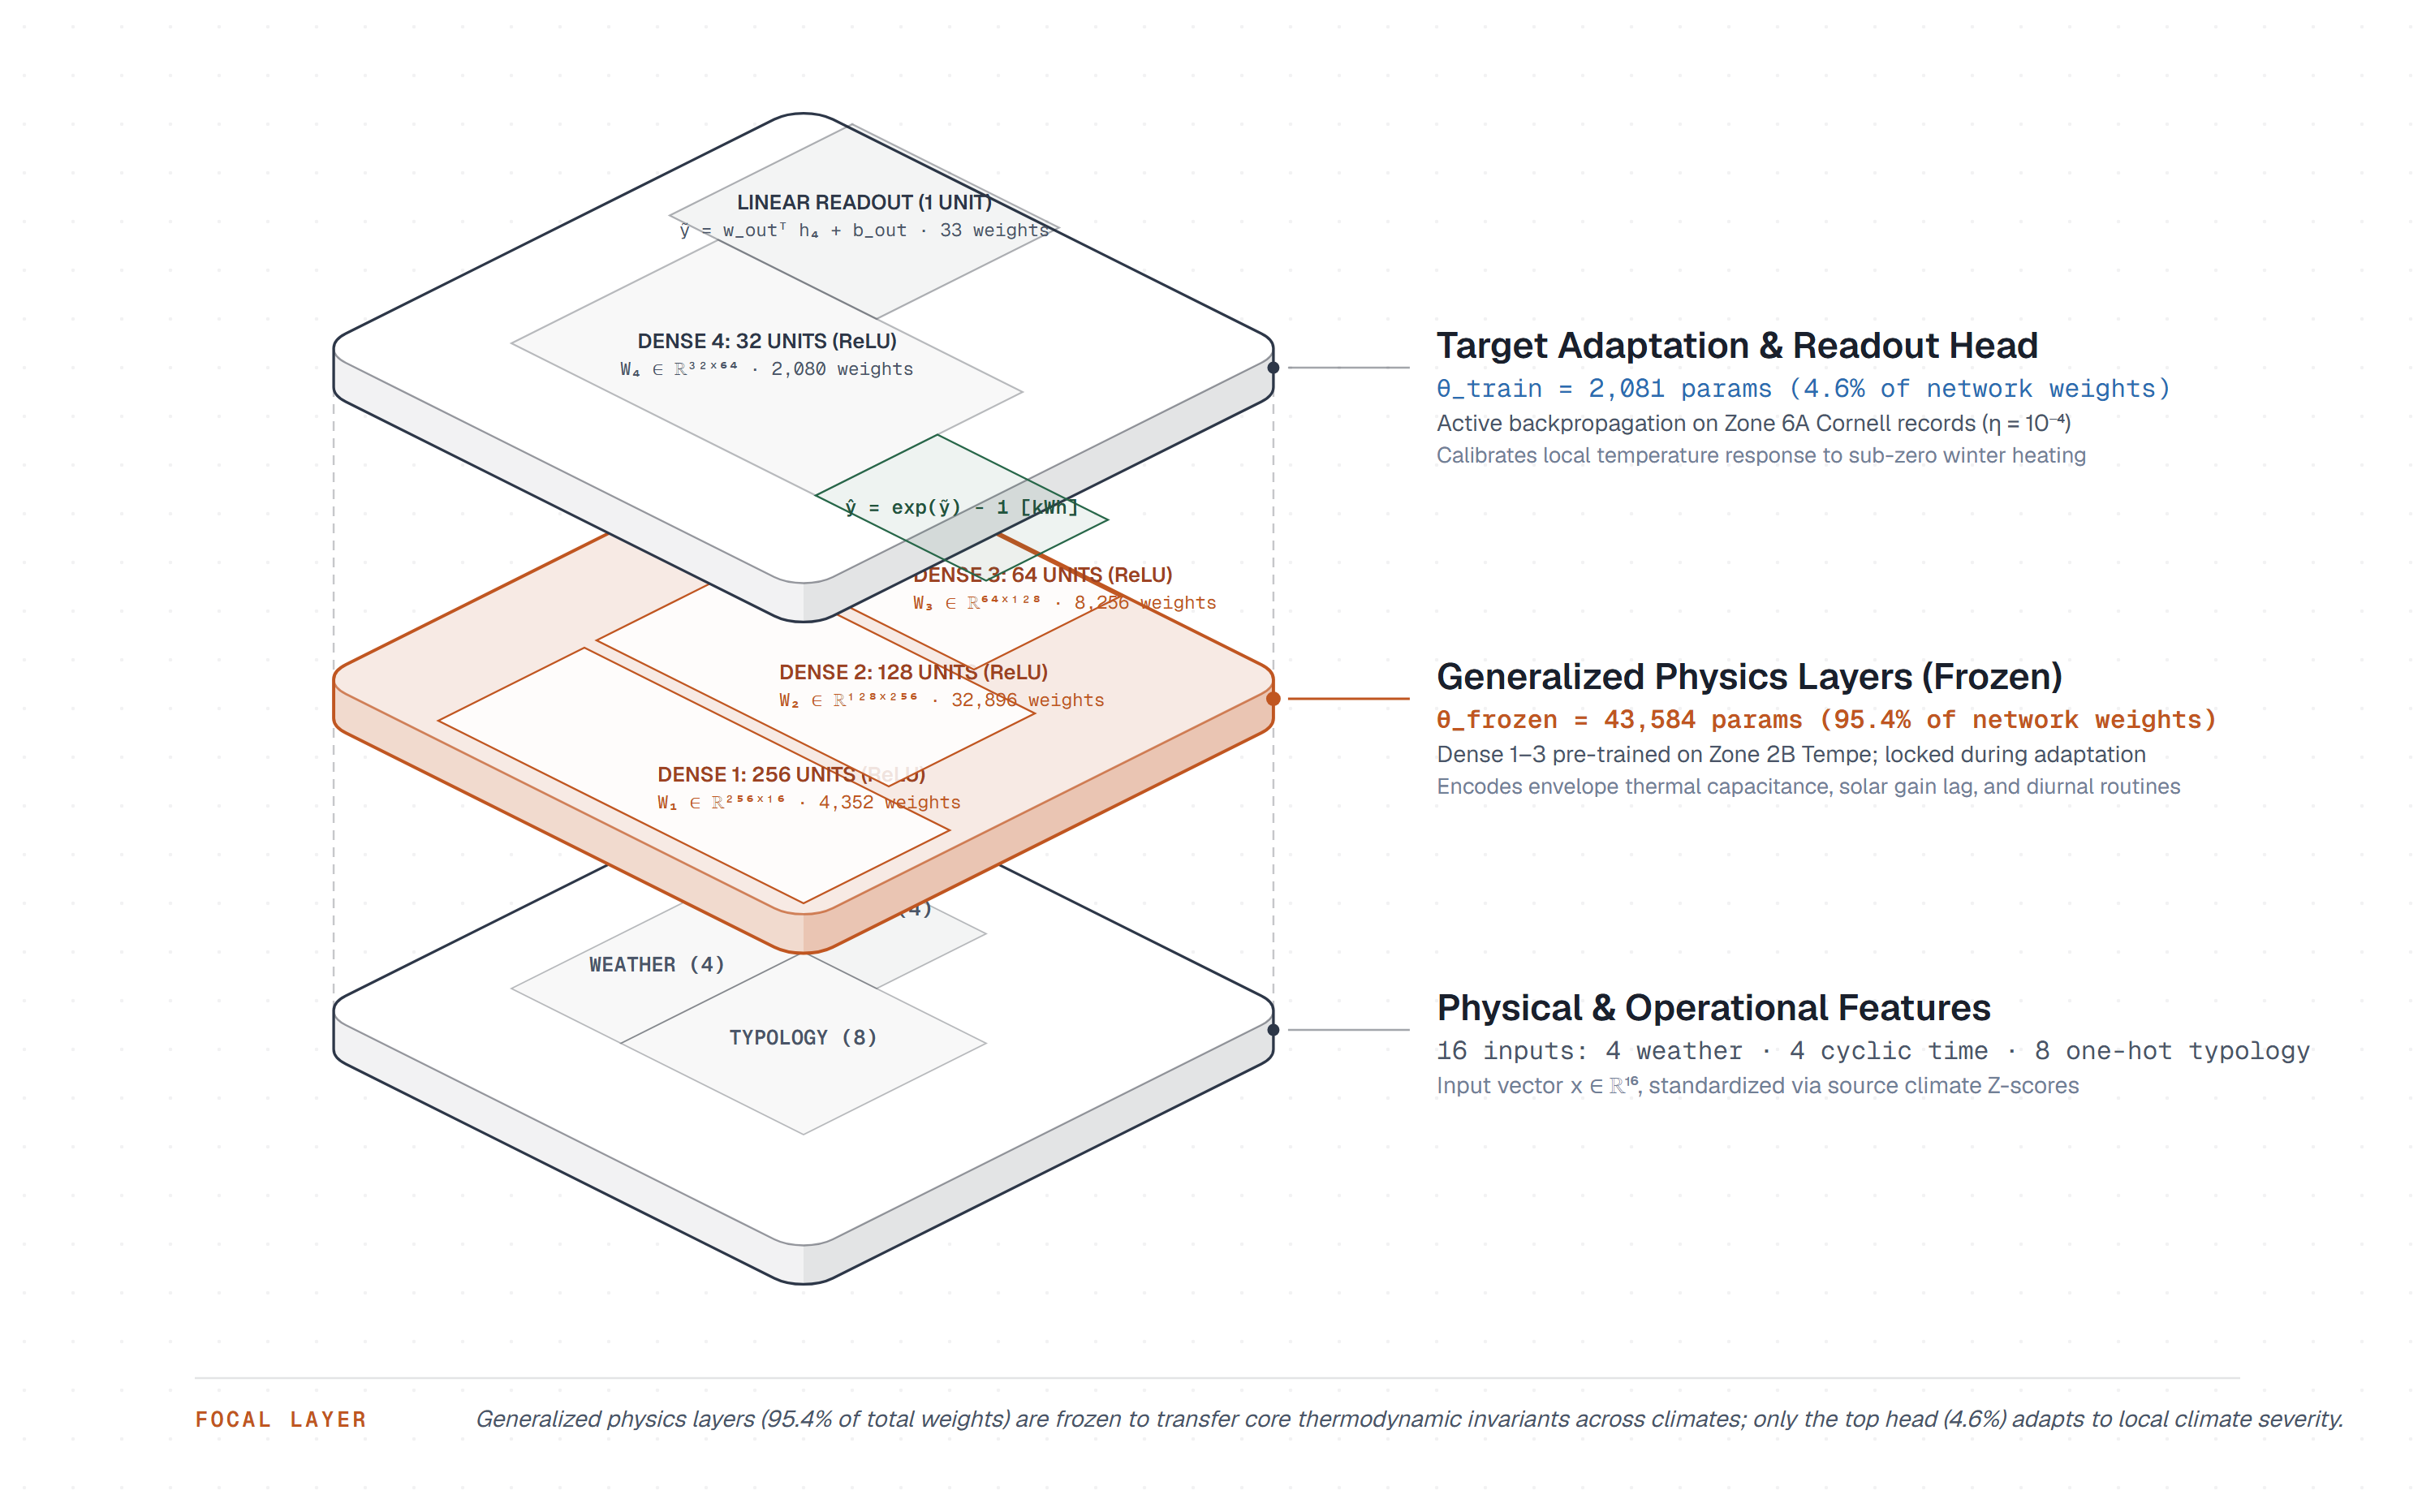 LINEAR READOUT (1 UNIT)
ỹ = w_outᵀ h₄ + b_out · 33 weights
DENSE 4: 32 UNITS (ReLU)
W₄ ∈ ℝ³²ˣ⁶⁴ · 2,080 weights
ŷ = exp(ỹ) - 1 [kWh]
Target Adaptation & Readout Head
θ_train = 2,081 params (4.6% of network weights)
Active backpropagation on Zone 6A Cornell records (η = 10⁻⁴)
Calibrates local temperature response to sub-zero winter heating
DENSE 3: 64 UNITS (ReLU)
W₃ ∈ ℝ⁶⁴ˣ¹²⁸ · 8,256 weights
DENSE 2: 128 UNITS (ReLU)
W₂ ∈ ℝ¹²⁸ˣ²⁵⁶ · 32,896 weights
DENSE 1: 256 UNITS (ReLU)
W₁ ∈ ℝ²⁵⁶ˣ¹⁶ · 4,352 weights
Generalized Physics Layers (Frozen)
θ_frozen = 43,584 params (95.4% of network weights)
Dense 1–3 pre-trained on Zone 2B Tempe; locked during adaptation
Encodes envelope thermal capacitance, solar gain lag, and diurnal routines
(4)
WEATHER (4)
TYPOLOGY (8)
Physical & Operational Features
16 inputs: 4 weather · 4 cyclic time · 8 one-hot typology
Input vector x ∈ ℝ¹⁶, standardized via source climate Z-scores
FOCAL LAYER
Generalized physics layers (95.4% of total weights) are frozen to transfer core thermodynamic invariants across climates; only the top head (4.6%) adapts to local climate severity.